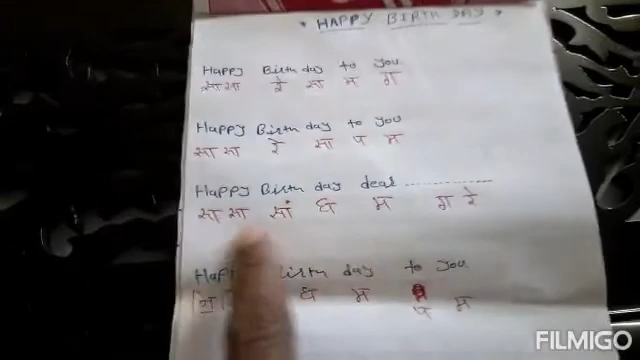 * HAPPY BIRTH DAY *
Happy Birth day to you
सा सा रे सा म ग
Happy Birth day to you
सा सा रे सा प म
Happy Birth day dear ..............
सा सा सां ध म ग रे
Birth day to you
ध म प म
FILMIGO